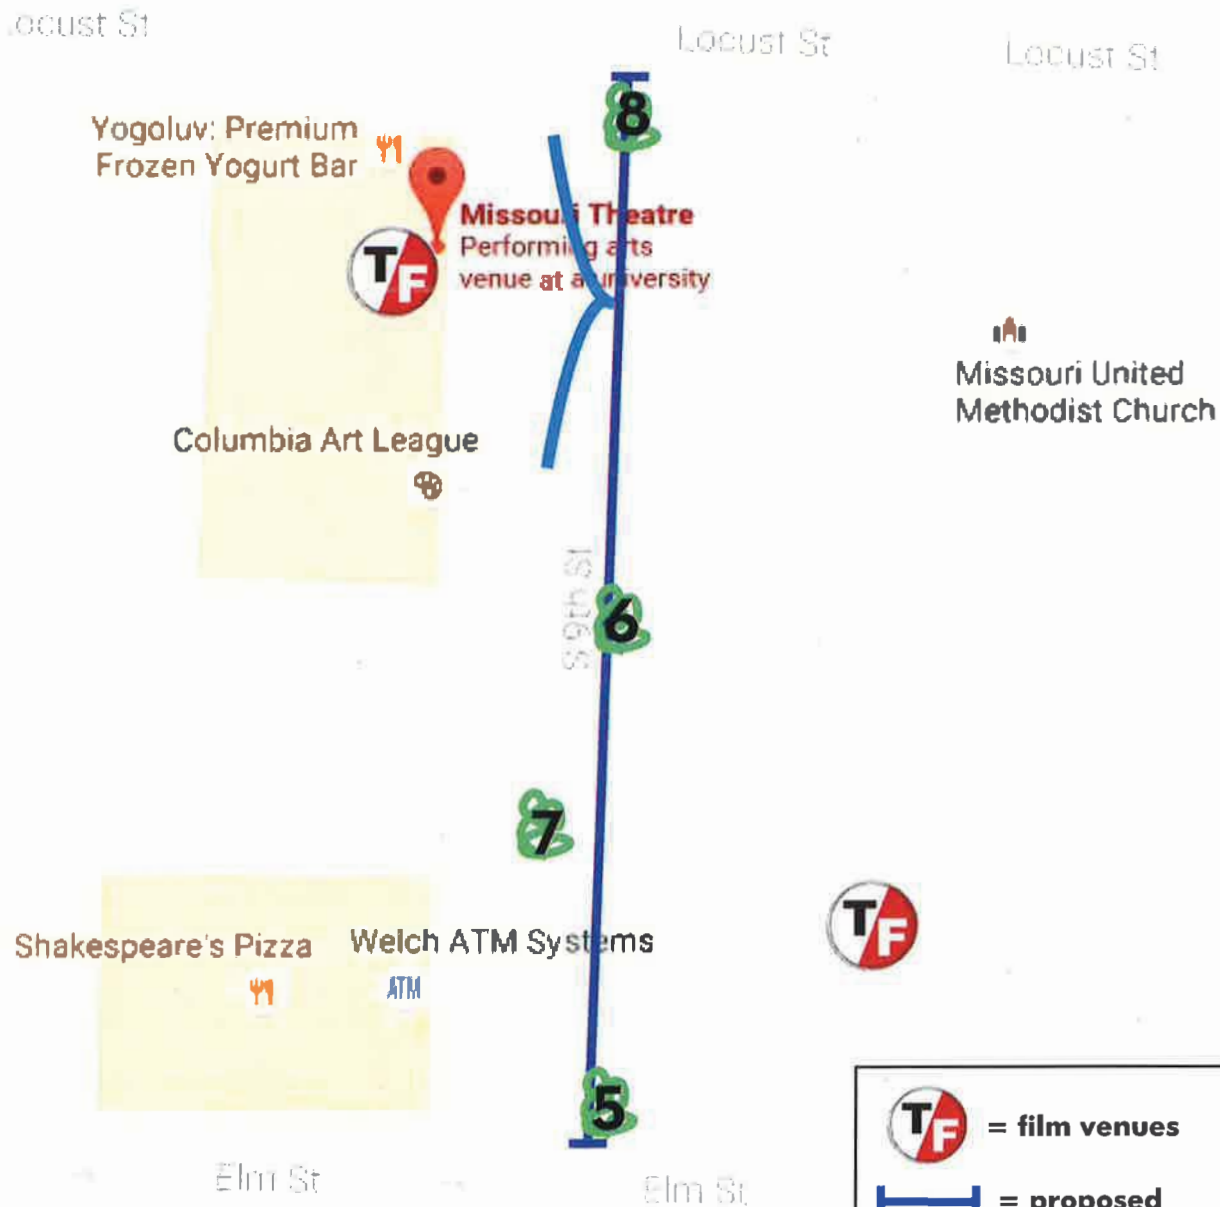 ocust St
Locust St
Locust St
8
Yogoluv: Premium
Frozen Yogurt Bar
Missouri Theatre
Performing arts
venue at a university
T/F
Missouri United
Methodist Church
Columbia Art League
S 9th St
6
7
T/F
Shakespeare's Pizza
Welch ATM Systems
ATM
5
T/F = film venues
= proposed
Elm St
Elm St